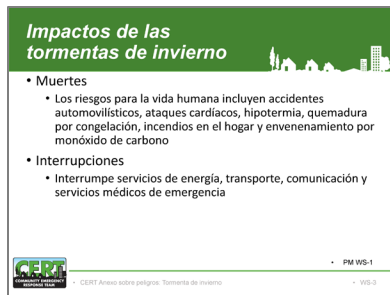 Impactos de las
tormentas de invierno
• Muertes
• Los riesgos para la vida humana incluyen accidentes
automovilísticos, ataques cardíacos, hipotermia, quemadura
por congelación, incendios en el hogar y envenenamiento por
monóxido de carbono
• Interrupciones
• Interrumpe servicios de energía, transporte, comunicación y
servicios médicos de emergencia
• PM WS-1
CERT
COMMUNITY EMERGENCY
RESPONSE TEAM
• CERT Anexo sobre peligros: Tormenta de invierno
• WS-2